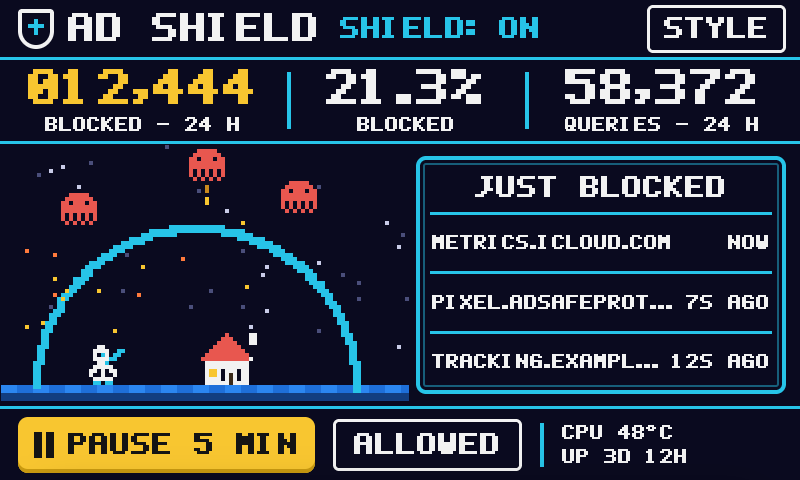 AD SHIELD SHIELD: ON STYLE
012,444 21.3% 58,372
BLOCKED - 24 H BLOCKED QUERIES - 24 H
JUST BLOCKED
METRICS.ICLOUD.COM NOW
PIXEL.ADSAFEPROT... 7S AGO
TRACKING.EXAMPL... 12S AGO
PAUSE 5 MIN ALLOWED
CPU 48°C
UP 3D 12H